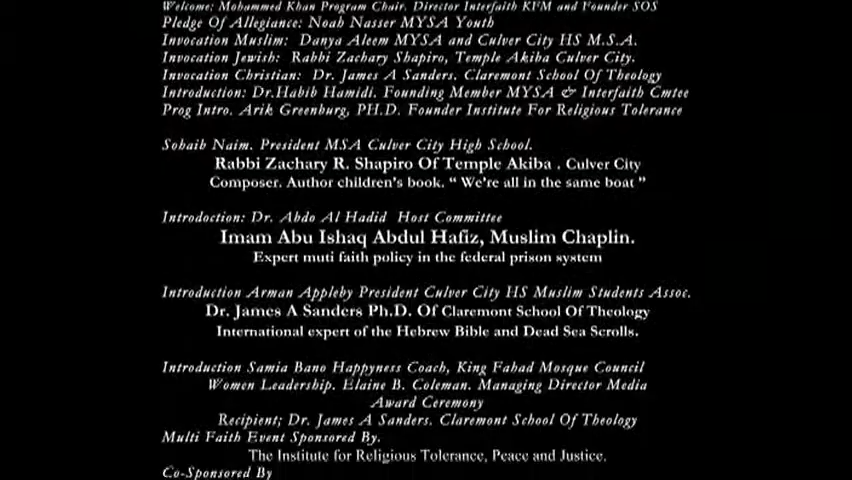 Welcome: Mohammed Khan Program Chair. Director Interfaith KFM and Founder SOS
Pledge Of Allegiance: Noah Nasser MYSA Youth
Invocation Muslim: Danya Aleem MYSA and Culver City HS M.S.A.
Invocation Jewish: Rabbi Zachary Shapiro, Temple Akiba Culver City.
Invocation Christian: Dr. James A Sanders. Claremont School Of Theology
Introduction: Dr.Habib Hamidi. Founding Member MYSA & Interfaith Cmtee
Prog Intro. Arik Greenburg, PH.D. Founder Institute For Religious Tolerance
Sohaib Naim. President MSA Culver City High School.
Rabbi Zachary R. Shapiro Of Temple Akiba . Culver City
Composer. Author children's book. “ We're all in the same boat ”
Introdoction: Dr. Abdo Al Hadid Host Committee
Imam Abu Ishaq Abdul Hafiz, Muslim Chaplin.
Expert muti faith policy in the federal prison system
Introduction Arman Appleby President Culver City HS Muslim Students Assoc.
Dr. James A Sanders Ph.D. Of Claremont School Of Theology
International expert of the Hebrew Bible and Dead Sea Scrolls.
Introduction Samia Bano Happyness Coach, King Fahad Mosque Council
Women Leadership. Elaine B. Coleman. Managing Director Media
Award Ceremony
Recipient; Dr. James A Sanders. Claremont School Of Theology
Multi Faith Event Sponsored By.
The Institute for Religious Tolerance, Peace and Justice.
Co-Sponsored By